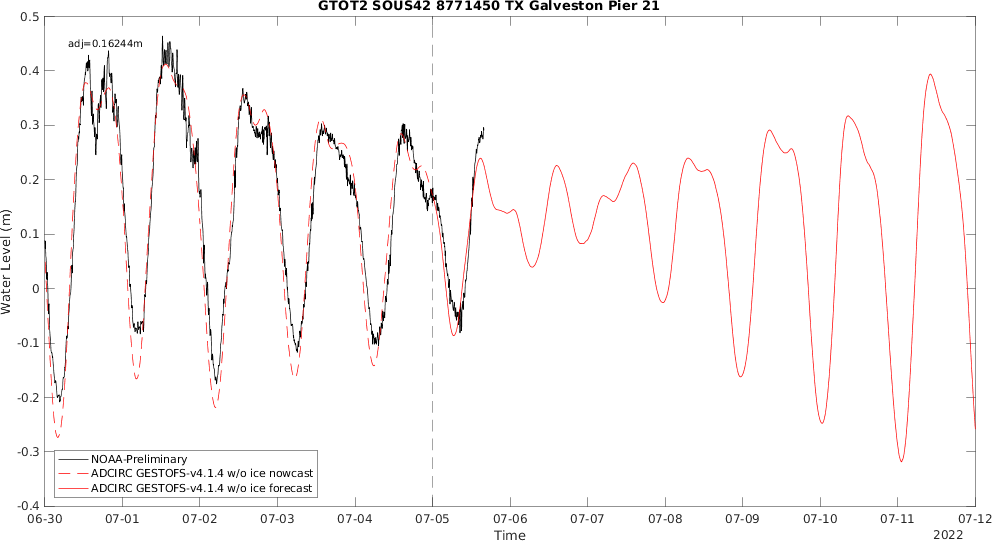 GTOT2 SOUS42 8771450 TX Galveston Pier 21
adj=0.16244m
0.5
0.4
0.3
0.2
0.1
0
-0.1
-0.2
-0.3
-0.4
Water Level (m)
NOAA-Preliminary
ADCIRC GESTOFS-v4.1.4 w/o ice nowcast
ADCIRC GESTOFS-v4.1.4 w/o ice forecast
06-30 07-01 07-02 07-03 07-04 07-05 07-06 07-07 07-08 07-09 07-10 07-11 07-12
Time
2022